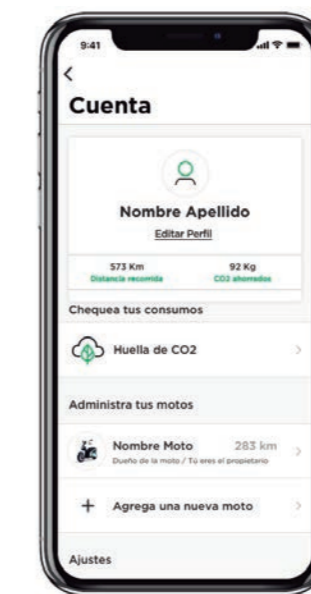 9:41
Cuenta
Nombre Apellido
Editar Perfil
573 Km 92 Kg
Distancia recorrida CO2 ahorrados
Chequea tus consumos
Huella de CO2
Administra tus motos
Nombre Moto 283 km
Dueño de la moto / Tú eres el propietario
+ Agrega una nueva moto
Ajustes